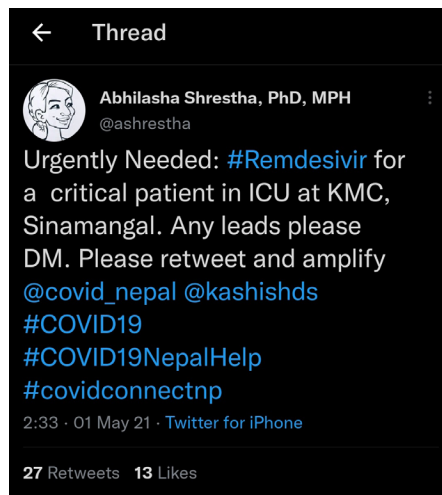 Thread
Abhilasha Shrestha, PhD, MPH
@ashrestha
Urgently Needed: #Remdesivir for
a critical patient in ICU at KMC,
Sinamangal. Any leads please
DM. Please retweet and amplify
@covid_nepal @kashishds
#COVID19
#COVID19NepalHelp
#covidconnectnp
2:33 · 01 May 21 · Twitter for iPhone
27 Retweets 13 Likes